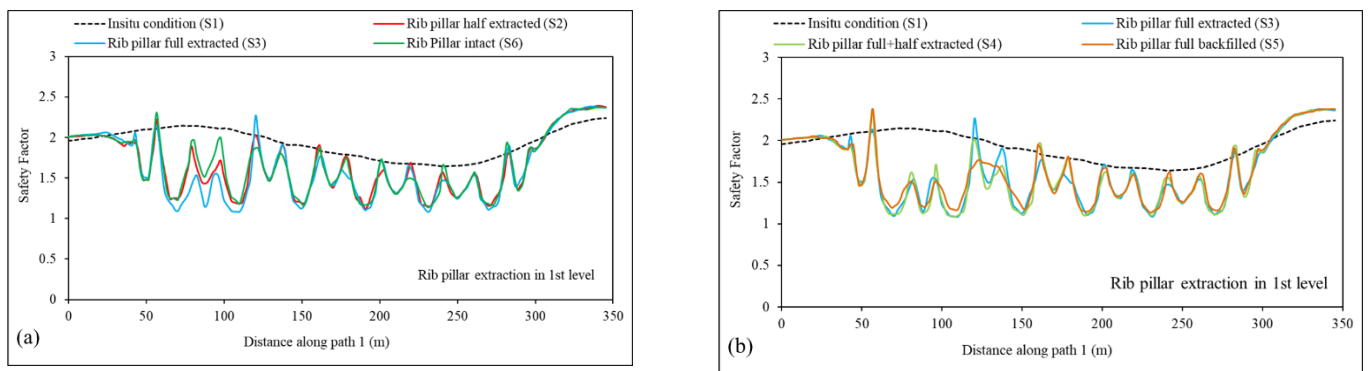 Insitu condition (S1)
Rib pillar half extracted (S2)
Rib pillar full extracted (S3)
Rib Pillar intact (S6)
3
2.5
2
1.5
1
0.5
0
Safety Factor
Rib pillar extraction in 1st level
0 50 100 150 200 250 300 350
Distance along path 1 (m)
(a)
Insitu condition (S1)
Rib pillar full extracted (S3)
Rib pillar full+half extracted (S4)
Rib pillar full backfilled (S5)
3
2.5
2
1.5
1
0.5
0
Safety Factor
Rib pillar extraction in 1st level
0 50 100 150 200 250 300 350
Distance along path 1 (m)
(b)